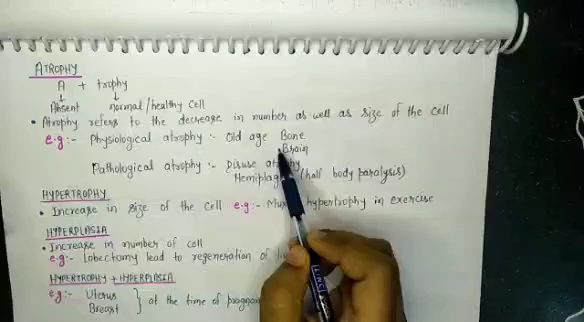 ATROPHY
A + trophy
Absent normal/healthy cell
• Atrophy refers to the decrease in number as well as size of the cell
e.g:- Physiological atrophy:- Old age Bone
Brain
Pathological atrophy:- Disuse atrophy
(half body paralysis)
HYPERTROPHY
• Increase in size of the cell e.g:- hypertrophy in exercise
HYPERPLASIA
• Increase in number of cell
e.g:- Lobectomy lead to regeneration of
HYPERTROPHY + HYPERPLASIA
e.g:- Uterus
Breast
at the time of